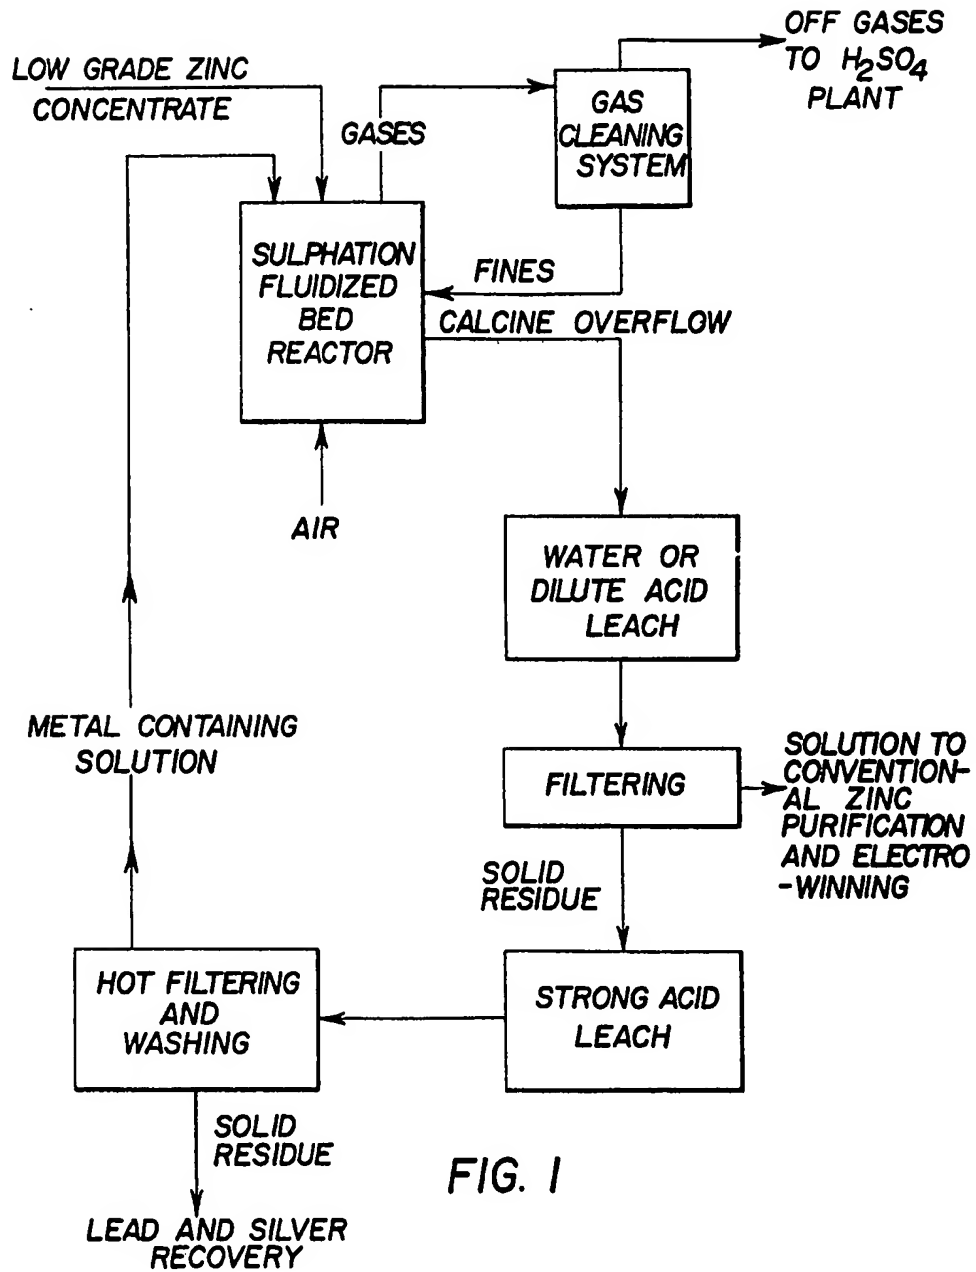 OFF GASES
TO H2SO4
PLANT
LOW GRADE ZINC
CONCENTRATE
GASES
GAS
CLEANING
SYSTEM
SULPHATION
FLUIDIZED
BED
REACTOR
FINES
CALCINE OVERFLOW
AIR
WATER OR
DILUTE ACID
LEACH
METAL CONTAINING
SOLUTION
FILTERING
SOLUTION TO
CONVENTION-
AL ZINC
PURIFICATION
AND ELECTRO
-WINNING
SOLID
RESIDUE
HOT FILTERING
AND
WASHING
STRONG ACID
LEACH
SOLID
RESIDUE
LEAD AND SILVER
RECOVERY
FIG. 1